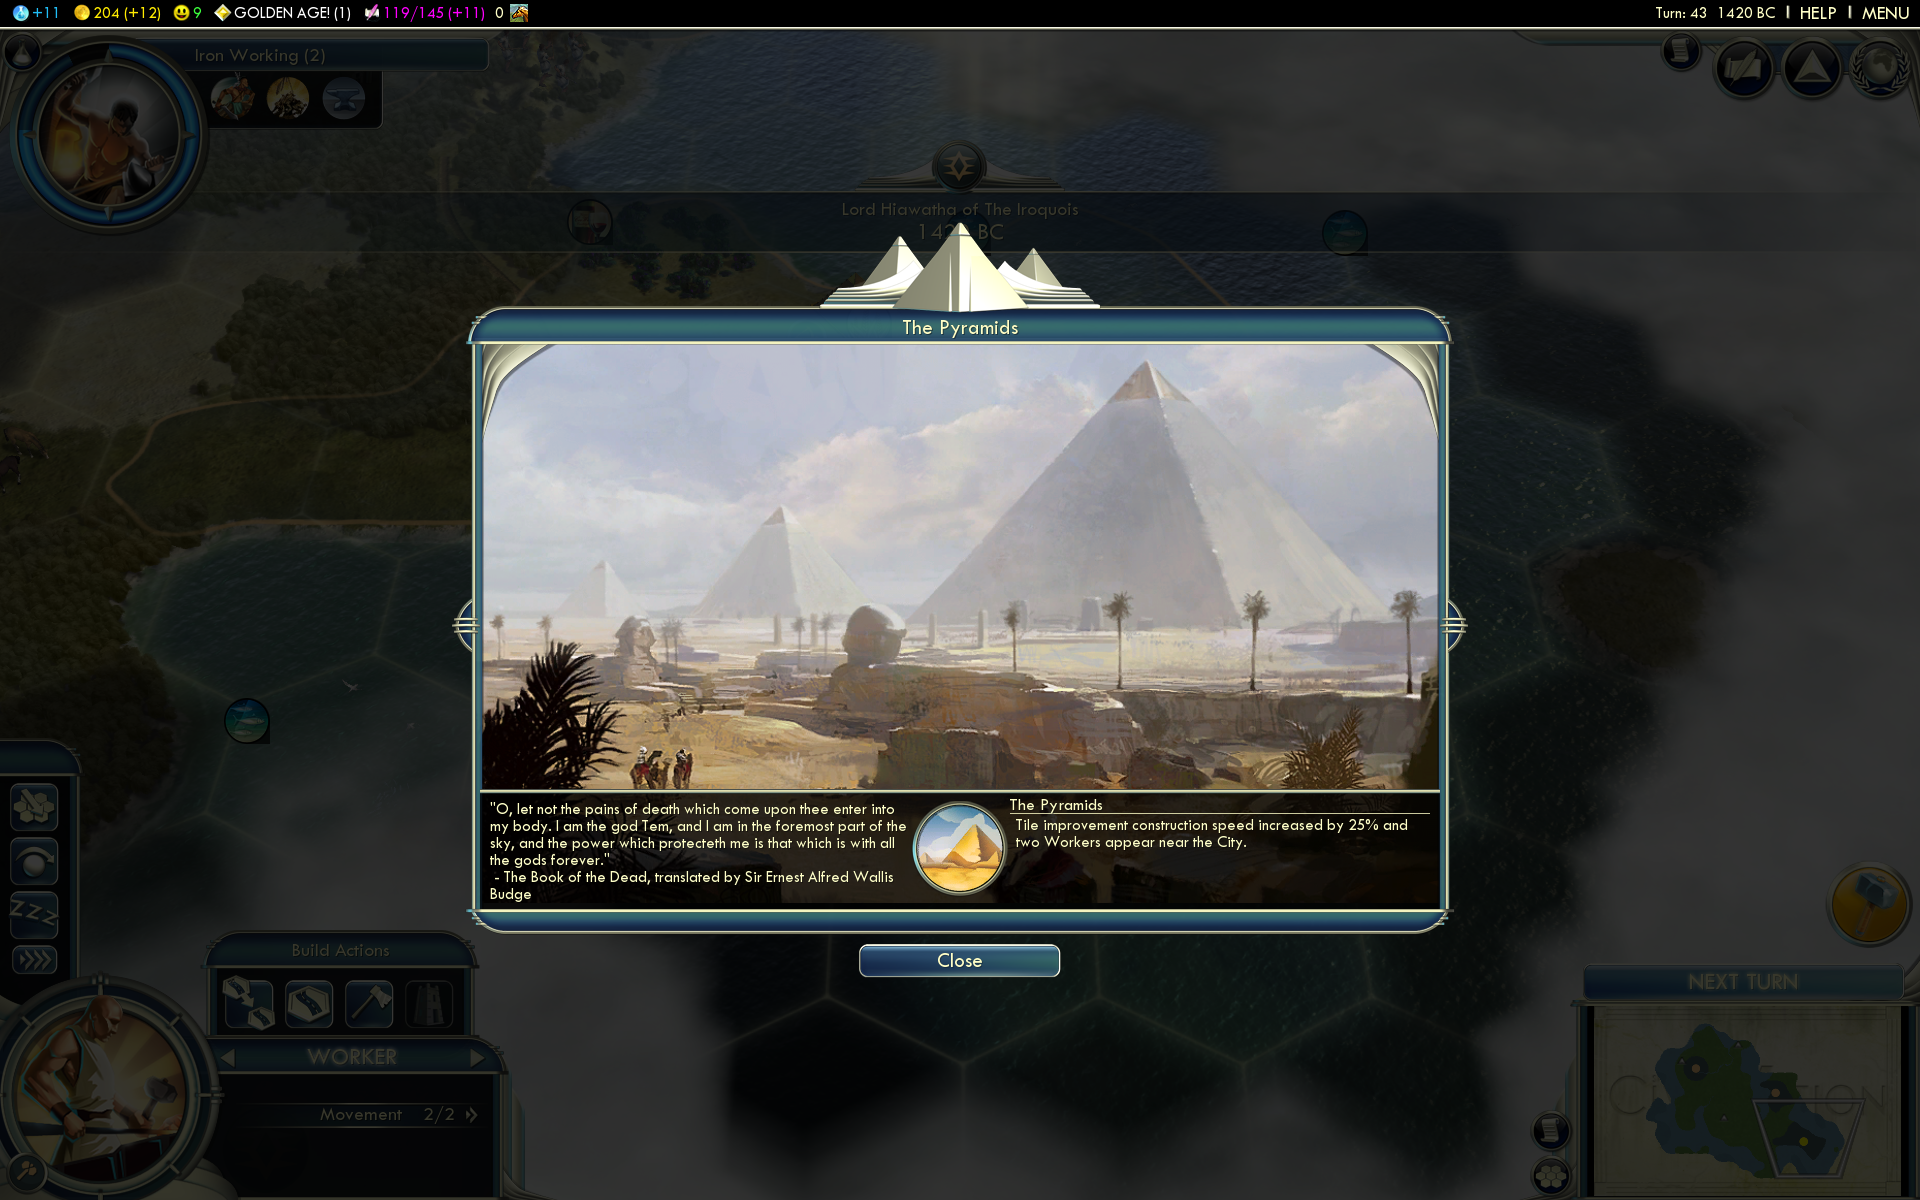 +11 204 (+12) 9 GOLDEN AGE! (1) 119/145 (+11) 0 Turn: 43 1420 BC HELP MENU
Iron Working (2)
Lord Hiawatha of The Iroquois
BC
The Pyramids
"O, let not the pains of death which come upon thee enter into
my body. I am the god Tem, and I am in the foremost part of the
sky, and the power which protecteth me is that which is with all
the gods forever."
- The Book of the Dead, translated by Sir Ernest Alfred Wallis
Budge
The Pyramids
Tile improvement construction speed increased by 25% and
two Workers appear near the City.
Close
ZZZ
Build Actions
WORKER
Movement 2/2
NEXT TURN